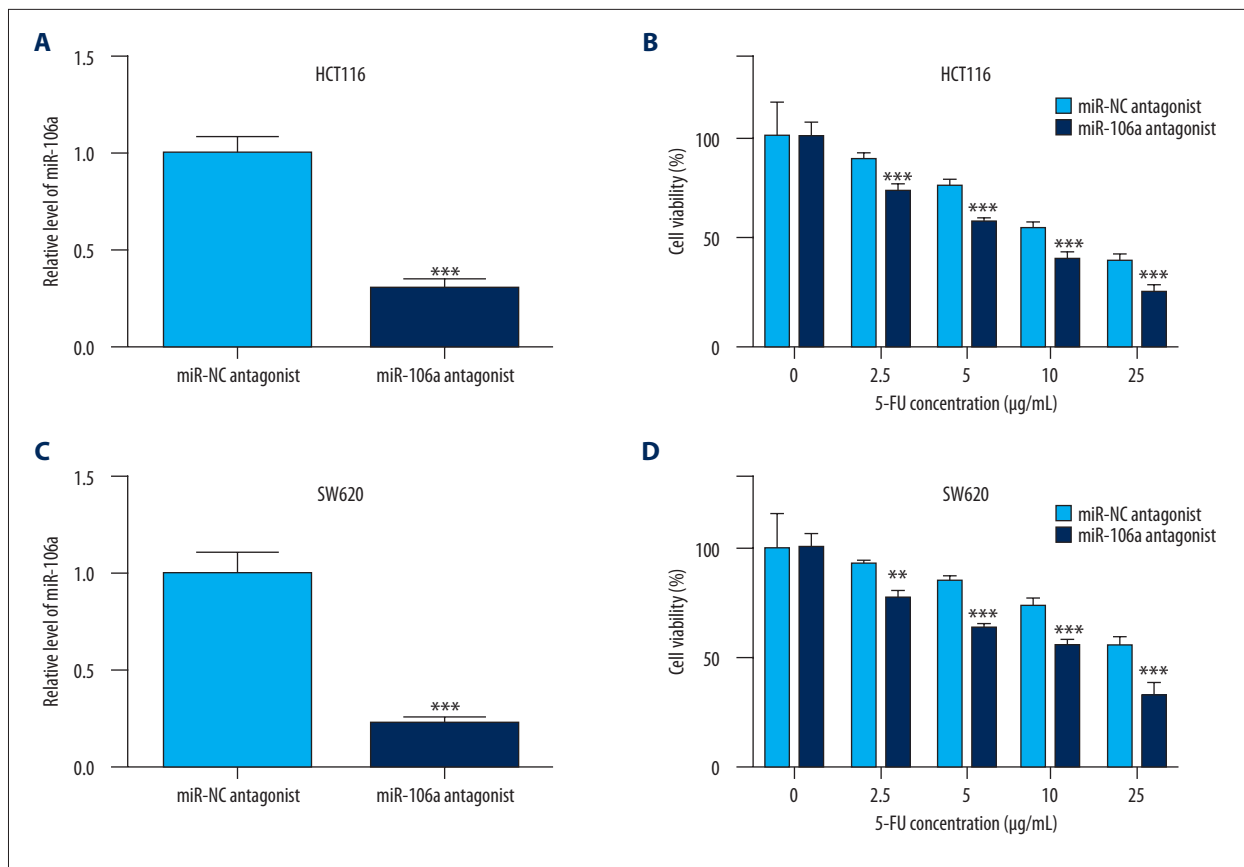 A
HCT116
Relative level of miR-106a
1.5
1.0
0.5
0.0
***
miR-NC antagonist
miR-106a antagonist
B
HCT116
miR-NC antagonist
miR-106a antagonist
Cell viability (%)
100
50
0
***
***
***
***
0
2.5
5
10
25
5-FU concentration (µg/mL)
C
SW620
Relative level of miR-106a
1.5
1.0
0.5
0.0
***
miR-NC antagonist
miR-106a antagonist
D
SW620
miR-NC antagonist
miR-106a antagonist
Cell viability (%)
100
50
0
**
***
***
***
0
2.5
5
10
25
5-FU concentration (µg/mL)